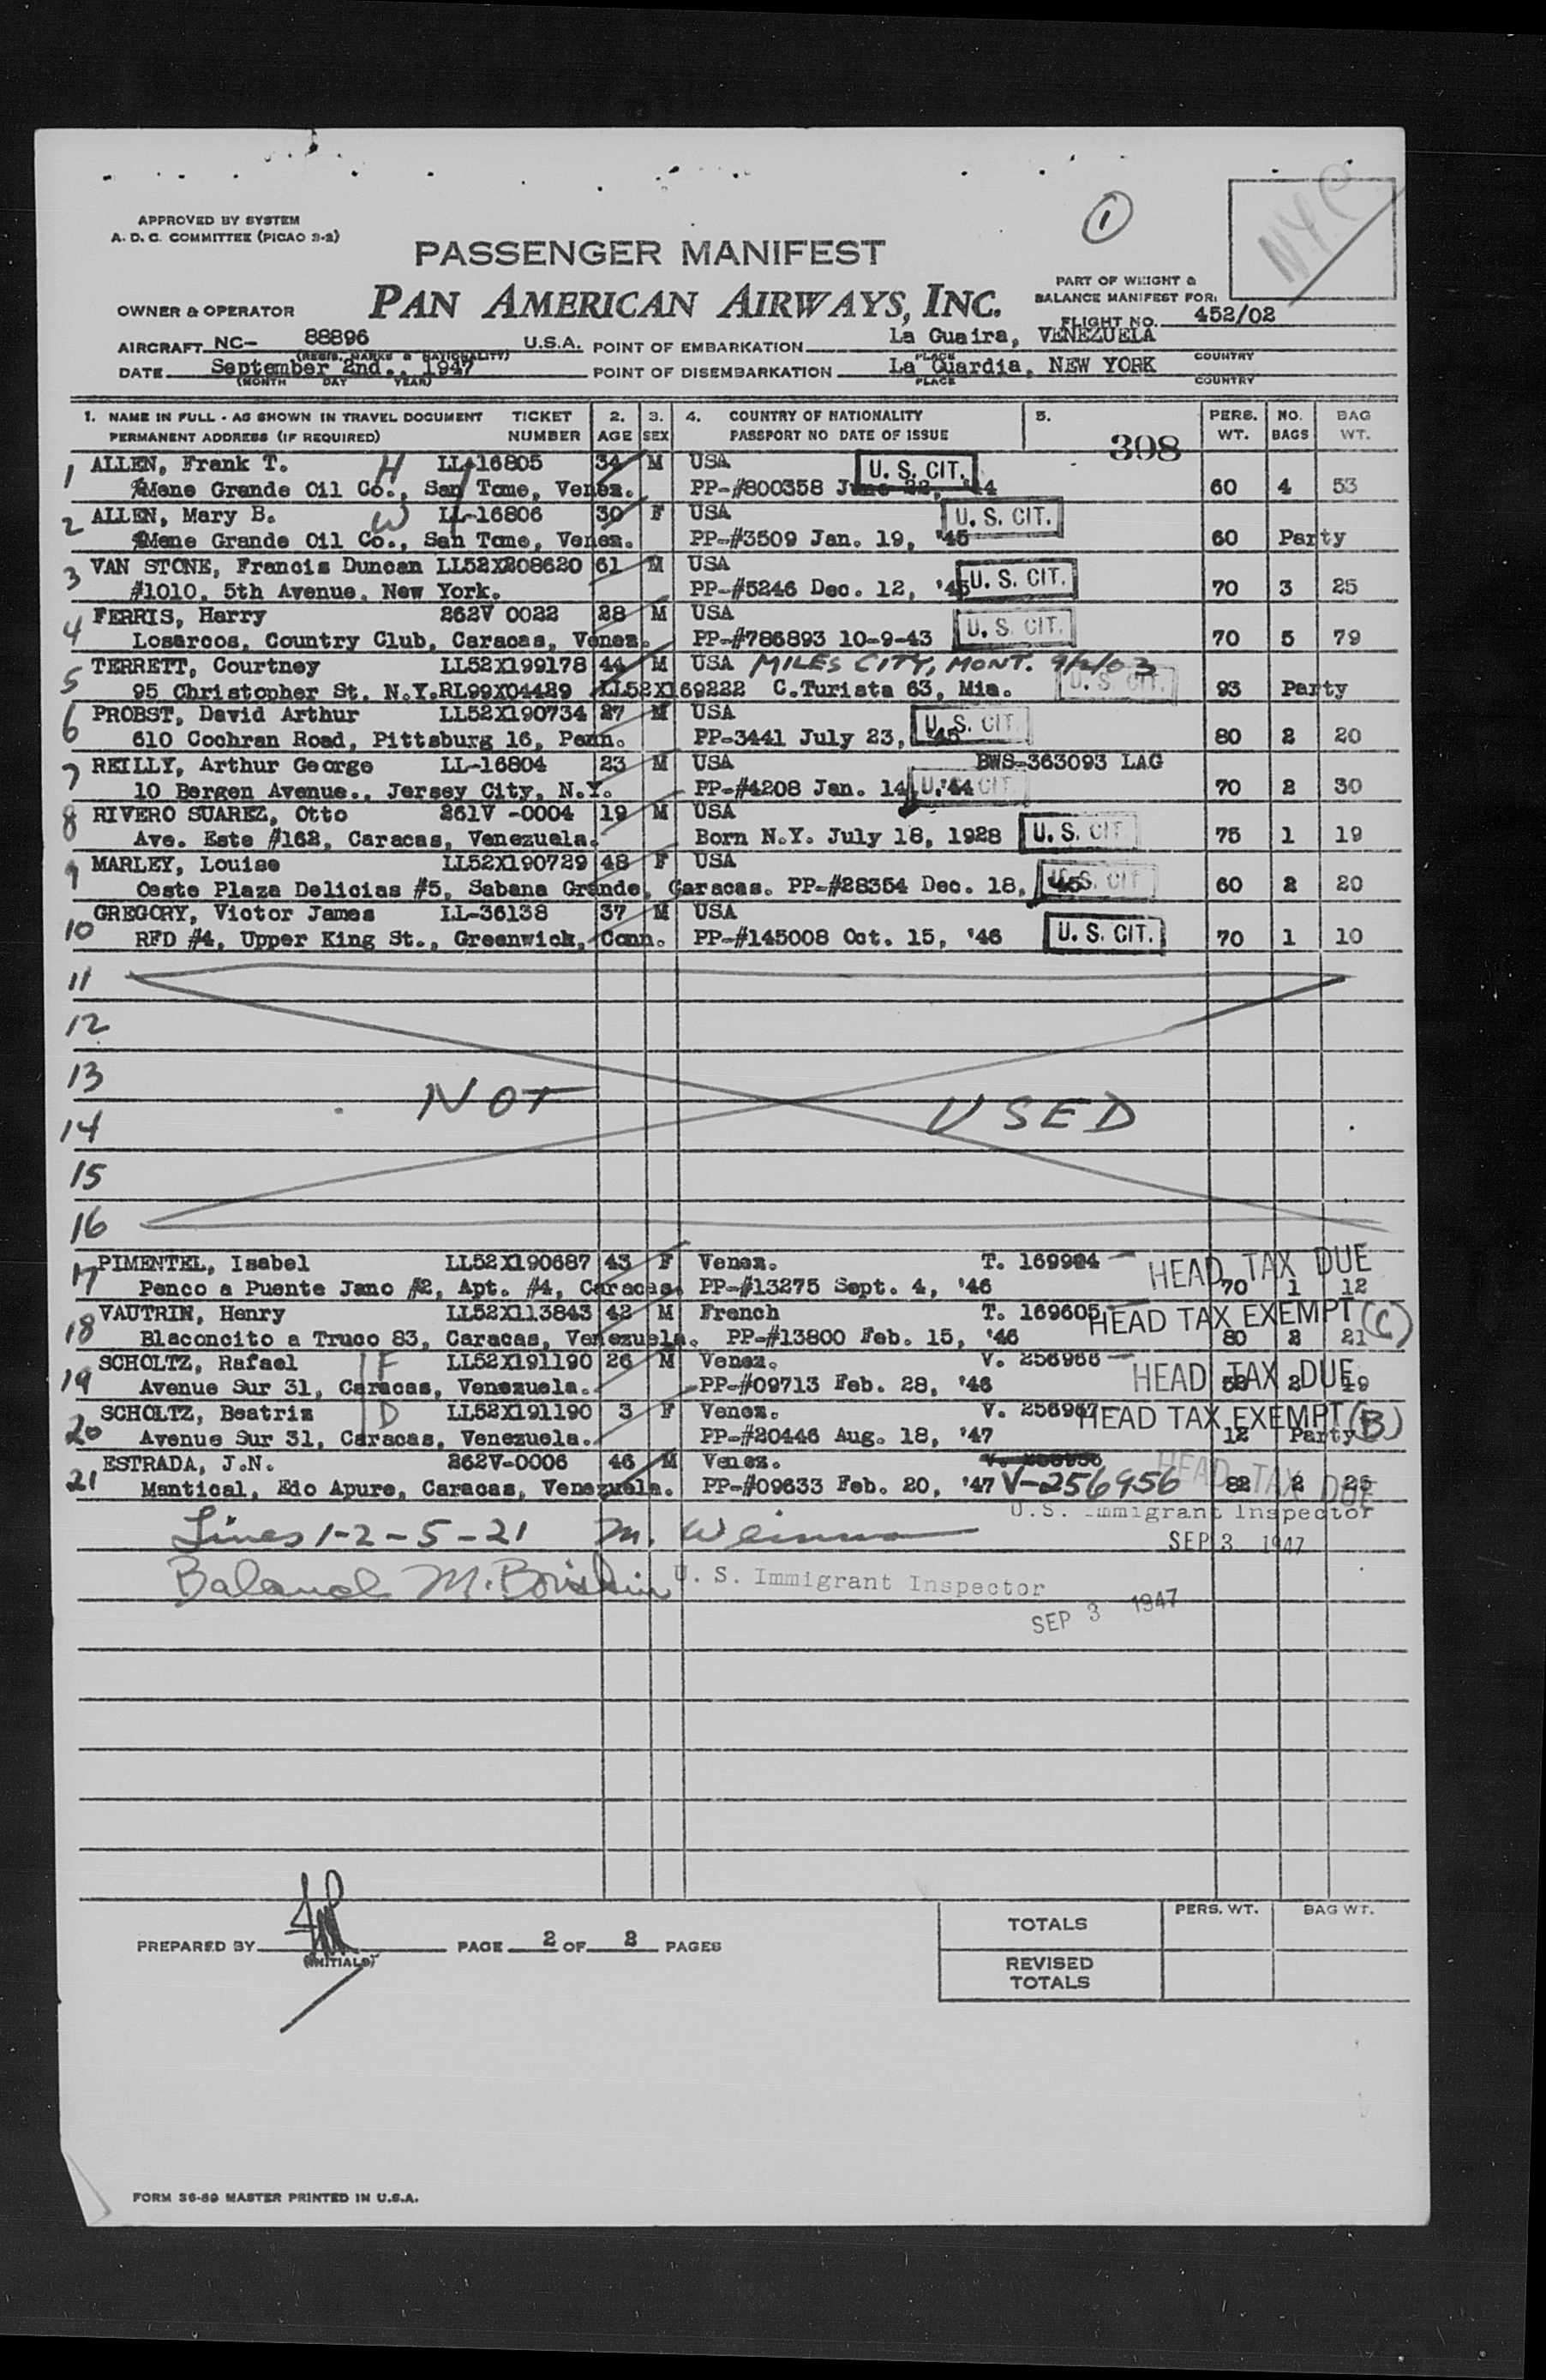 APPROVED BY SYSTEM
A. D. C. COMMITTEE (PICAO 2-2)
1
NYC
PASSENGER MANIFEST
PAN AMERICAN AIRWAYS, INC.
PART OF WEIGHT &
BALANCE MANIFEST FOR:
FLIGHT NO. 452/02
OWNER & OPERATOR
AIRCRAFT NC- 88896 U.S.A. POINT OF EMBARKATION La Guaira, VENEZUELA
(REGIS. MARKS & NATIONALITY) PLACE COUNTRY
DATE September 2nd., 1947 POINT OF DISEMBARKATION La Guardia, NEW YORK
(MONTH DAY YEAR) PLACE COUNTRY
1. NAME IN FULL - AS SHOWN IN TRAVEL DOCUMENT TICKET 2. 3. 4. COUNTRY OF NATIONALITY 5. PERS. NO. BAG
PERMANENT ADDRESS (IF REQUIRED) NUMBER AGE SEX PASSPORT NO DATE OF ISSUE WT. BAGS WT.
308
1 ALLEN, Frank T. H LL-16805 34 M USA U. S. CIT.
%Mene Grande Oil Co., San Tome, Venez. PP-#800358 June 22, '44 60 4 53
2 ALLEN, Mary B. W LL-16806 30 F USA U. S. CIT.
%Mene Grande Oil Co., San Tome, Venez. PP-#3509 Jan. 19, '45 60 Party
3 VAN STONE, Francis Duncan LL52X208620 61 M USA
#1010, 5th Avenue, New York. PP-#5246 Dec. 12, '45 U. S. CIT. 70 3 25
4 FERRIS, Harry 262V 0022 28 M USA
Losarcos, Country Club, Caracas, Venez. PP-#786893 10-9-43 U. S. CIT. 70 5 79
5 TERRETT, Courtney LL52X199178 44 M USA MILES CITY, MONT. 9/2/03
95 Christopher St. N.Y.RL99X04429 LL52X169222 C.Turista 63, Mia. U. S. CIT. 93 Party
6 PROBST, David Arthur LL52X190734 27 M USA
610 Cochran Road, Pittsburg 16, Penn. PP-3441 July 23, '45 U. S. CIT. 80 2 20
7 REILLY, Arthur George LL-16804 23 M USA BWS-363093 LAG
10 Bergen Avenue., Jersey City, N.Y. PP-#4208 Jan. 14, '44 U. S. CIT. 70 2 30
8 RIVERO SUAREZ, Otto 261V -0004 19 M USA
Ave. Este #162, Caracas, Venezuela. Born N.Y. July 18, 1928 U. S. CIT. 75 1 19
9 MARLEY, Louise LL52X190729 48 F USA
Oeste Plaza Delicias #5, Sabana Grande, Caracas. PP-#28354 Dec. 18, '45 U. S. CIT. 60 2 20
10 GREGORY, Victor James LL-36138 37 M USA
RFD #4, Upper King St., Greenwick, Conn. PP-#145008 Oct. 15, '46 U. S. CIT. 70 1 10
11
12
13
NOT USED
14
15
16
17 PIMENTEL, Isabel LL52X190687 43 F Venez. T. 169994 HEAD TAX DUE
Penco a Puente Jano #2, Apt. #4, Caracas. PP-#13275 Sept. 4, '46 70 1 12
18 VAUTRIN, Henry LL52X113843 42 M French T. 169605 HEAD TAX EXEMPT (C)
Blaconcito a Truco 83, Caracas, Venezuela. PP-#13800 Feb. 15, '46 80 2 21
19 SCHOLTZ, Rafael F LL52X191190 26 M Venez. V. 256966 HEAD TAX DUE
Avenue Sur 31, Caracas, Venezuela. PP-#09713 Feb. 28, '46 2 19
20 SCHOLTZ, Beatriz D LL52X191190 3 F Venez. V. 256967 HEAD TAX EXEMPT (B)
Avenue Sur 31, Caracas, Venezuela. PP-#20446 Aug. 18, '47 12 Party
21 ESTRADA, J.N. 262V-0006 46 M Venez. HEAD TAX DUE
Mantical, Edo Apure, Caracas, Venezuela. PP-#09633 Feb. 20, '47 V-256956 82 2 25
Lines 1-2-5-21 M. U. S. Immigrant Inspector
SEP 3 1947
Balance M. U. S. Immigrant Inspector
SEP 3 1947
PREPARED BY PAGE 2 OF 2 PAGES
(INITIALS)
PERS. WT. BAG WT.
TOTALS
REVISED
TOTALS
FORM 36-89 MASTER PRINTED IN U.S.A.